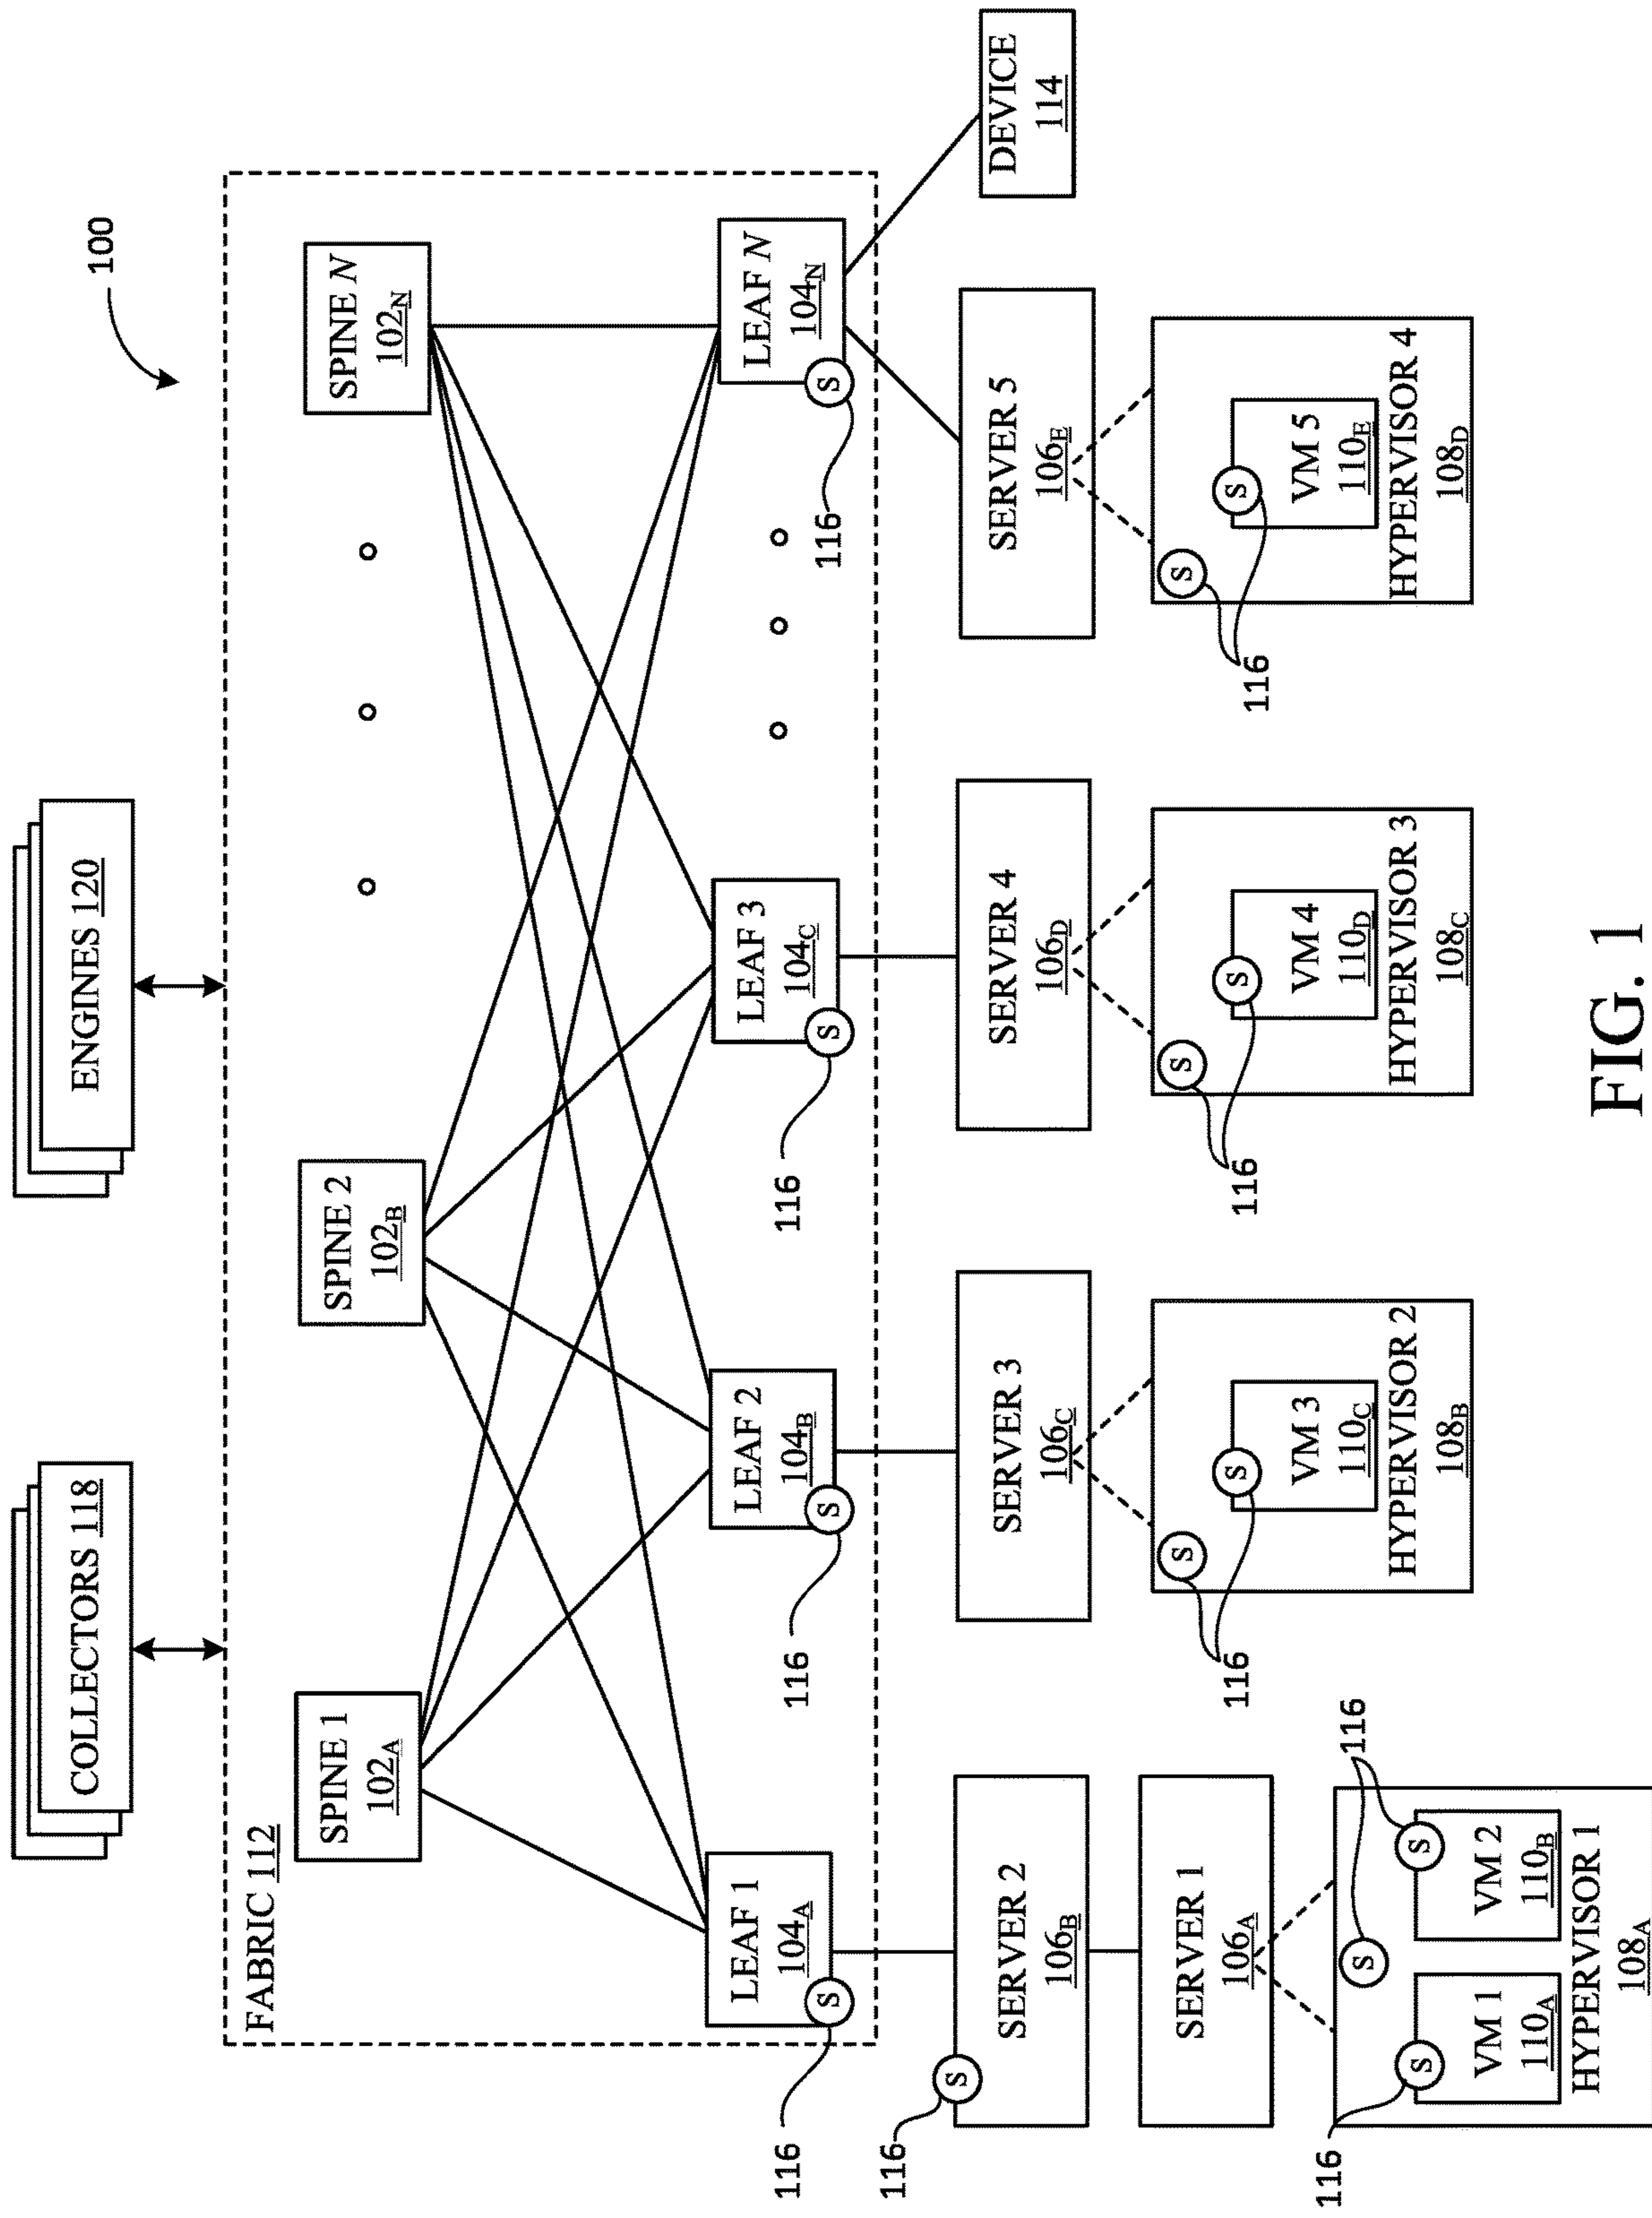 100
COLLECTORS 118
ENGINES 120
FABRIC 112
SPINE 1
102A
SPINE 2
102B
SPINE N
102N
LEAF 1
104A
S
116
LEAF 2
104B
S
116
LEAF 3
104C
S
116
LEAF N
104N
S
116
S
116
SERVER 2
106B
SERVER 3
106C
SERVER 4
106D
SERVER 5
106E
DEVICE
114
SERVER 1
106A
116
S
S
VM 3
110C
HYPERVISOR 2
108B
116
S
S
VM 4
110D
HYPERVISOR 3
108C
116
S
S
VM 5
110E
HYPERVISOR 4
108D
116
116
S
S
S
VM 1
110A
VM 2
110B
HYPERVISOR 1
108A
116
FIG. 1